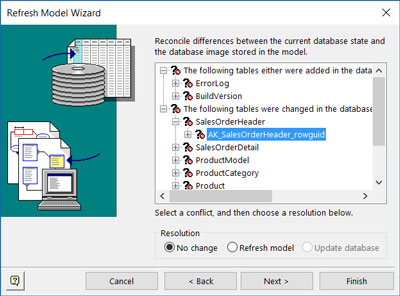 Refresh Model Wizard
Reconcile differences between the current database state and
the database image stored in the model.
The following tables either were added in the data
ErrorLog
BuildVersion
The following tables were changed in the database
SalesOrderHeader
AK_SalesOrderHeader_rowguid
SalesOrderDetail
ProductModel
ProductCategory
Product
Select a conflict, and then choose a resolution below.
Resolution
No change
Refresh model
Update database
Cancel
< Back
Next >
Finish